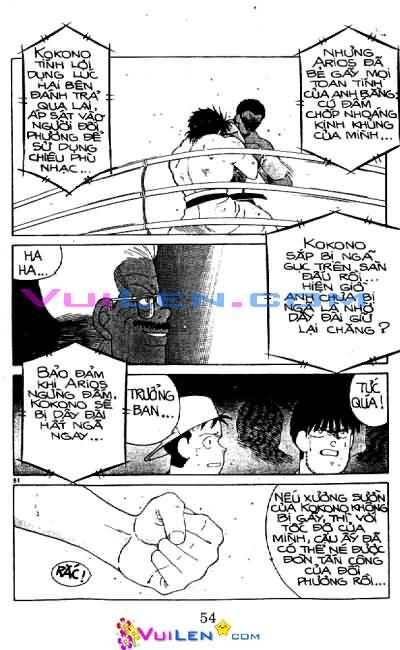 KOKONO
TÍNH LỢI
DỤNG LÚC
HAI BÊN
ĐÁNH TRẢ
QUA LẠI,
ÁP SÁT VÀO
NGƯỜI ĐỐI
PHƯƠNG ĐỂ
SỬ DỤNG
CHIÊU PHÙ
NHẠC...
NHƯNG
ARIOS ĐÃ
BẺ GÃY MỌI
TOAN TÍNH
CỦA ANH BẰNG
CÚ ĐẤM
CHỚP NHOÁNG
KINH KHỦNG
CỦA MÌNH...
HA
HA...
KOKONO
SẮP BỊ NGÃ
GỤC TRÊN SÀN
ĐẤU RỒI...
HIỆN GIỜ
ANH CHƯA BỊ
NGÃ LÀ NHỜ
DÂY ĐÀI GIỮ
LẠI CHĂNG?
VUILEN.COM
BẢO ĐẢM
KHI ARIOS
NGỪNG ĐẤM,
KOKONO SẼ
BỊ DÂY ĐÀI
HẤT NGÃ
NGAY...
TRƯỞNG
BAN...
TỨC
QUÁ!
NẾU XƯƠNG SƯỜN
CỦA KOKONO KHÔNG
BỊ GÃY, THÌ VỚI
TỐC ĐỘ CỦA
MÌNH, CẬU ẤY ĐÃ
CÓ THỂ NÉ ĐƯỢC
ĐÒN TẤN CÔNG
CỦA ĐỐI
PHƯƠNG RỒI...
RẮC!
54
VUILEN.COM